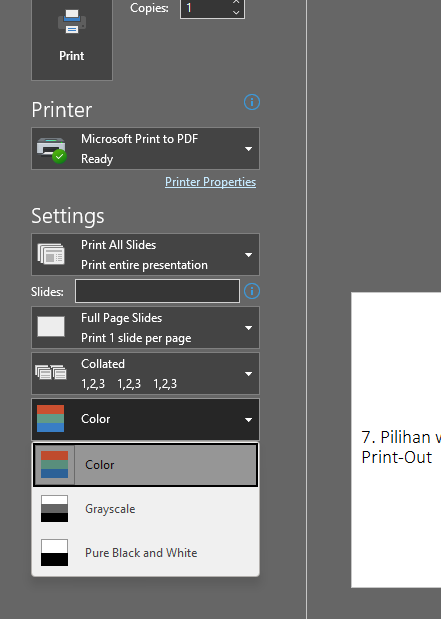 Copies: 1
Print
Printer
Microsoft Print to PDF
Ready
Printer Properties
Settings
Print All Slides
Print entire presentation
Slides:
Full Page Slides
Print 1 slide per page
Collated
1,2,3 1,2,3 1,2,3
Color
Color
Grayscale
Pure Black and White
7. Pilihan
Print-Out